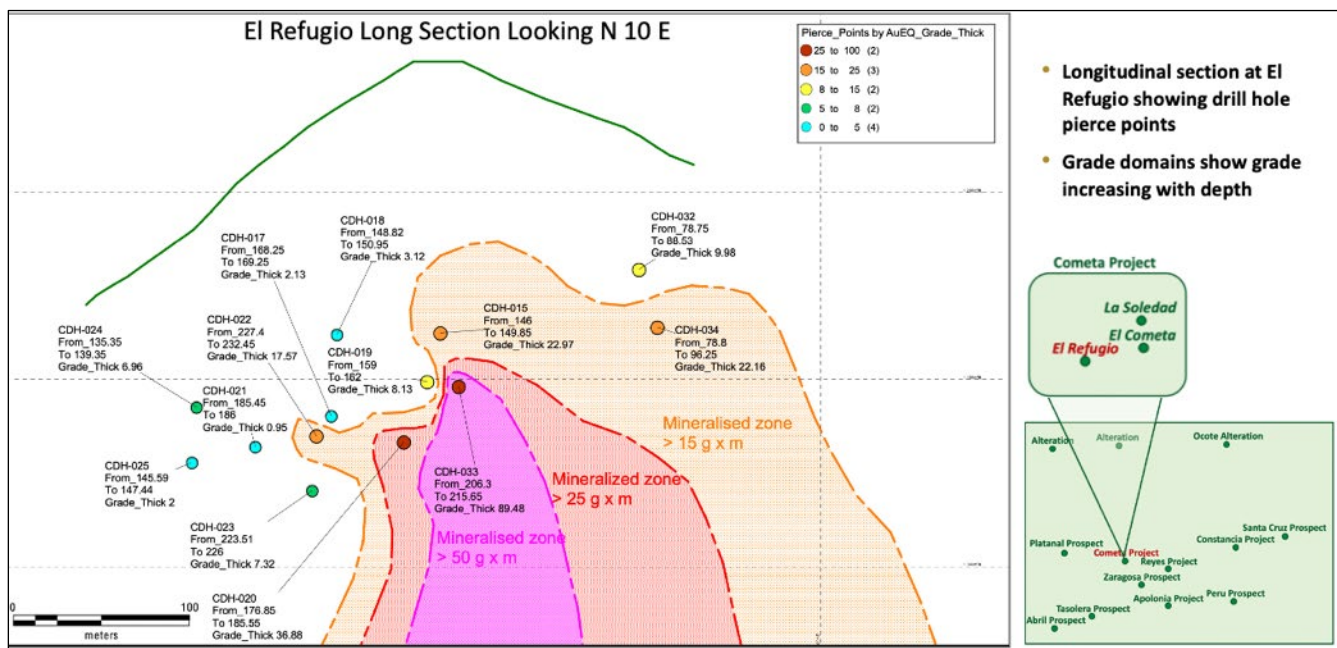 El Refugio Long Section Looking N 10 E
Pierce_Points by AuEQ_Grade_Thick
25 to 100 (2)
15 to 25 (3)
8 to 15 (2)
5 to 8 (2)
0 to 5 (4)
CDH-018
From_148.82
To 150.95
Grade_Thick 3.12
CDH-032
From_78.75
To 88.53
Grade_Thick 9.98
CDH-017
From_168.25
To 169.25
Grade_Thick 2.13
CDH-022
From_227.4
To 232.45
Grade_Thick 17.57
CDH-015
From_146
To 149.85
Grade_Thick 22.97
CDH-034
From_78.8
To 96.25
Grade_Thick 22.16
CDH-024
From_135.35
To 139.35
Grade_Thick 6.96
CDH-019
From_159
To 162
Grade_Thick 8.13
CDH-021
From_185.45
To 186
Grade_Thick 0.95
CDH-025
From_145.59
To 147.44
Grade_Thick 2
CDH-033
From_206.3
To 215.65
Grade_Thick 89.48
CDH-023
From_223.51
To 226
Grade_Thick 7.32
CDH-020
From_176.85
To 185.55
Grade_Thick 36.88
Mineralised zone
> 15 g x m
Mineralized zone
> 25 g x m
Mineralised zone
> 50 g x m
0 100
meters
• Longitudinal section at El
Refugio showing drill hole
pierce points
• Grade domains show grade
increasing with depth
Cometa Project
La Soledad
El Cometa
El Refugio
Alteration
Alteration
Ocote Alteration
Santa Cruz Prospect
Constancia Project
Platanal Prospect
Cometa Project
Reyes Project
Zaragosa Prospect
Apolonia Project
Peru Prospect
Tasolera Prospect
Abril Prospect